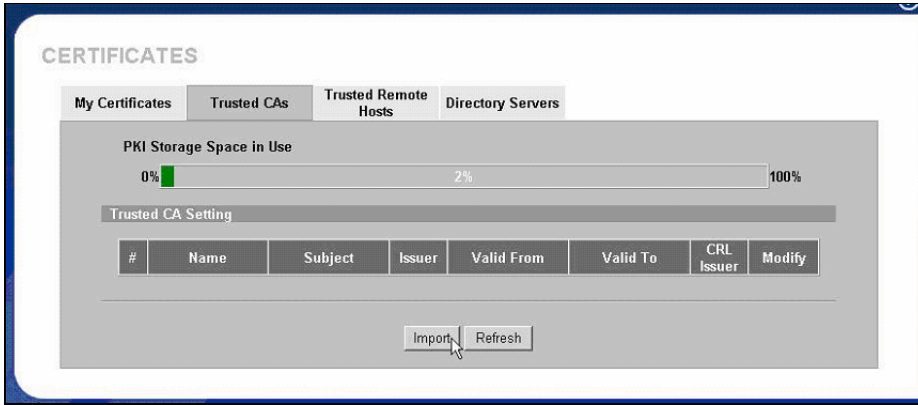 CERTIFICATES
My Certificates
Trusted CAs
Trusted Remote
Hosts
Directory Servers
PKI Storage Space in Use
0% 2% 100%
Trusted CA Setting
# Name Subject Issuer Valid From Valid To CRL Issuer Modify
Import Refresh